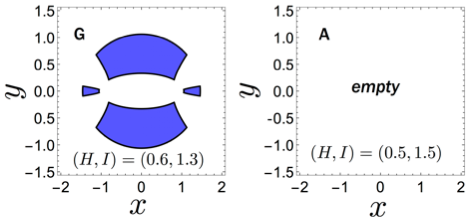 G
1.5
1.0
0.5
0.0
-0.5
-1.0
-1.5
y
(H, I) = (0.6, 1.3)
-2 -1 0 1 2
x
A
1.5
1.0
0.5
0.0
-0.5
-1.0
-1.5
y
empty
(H, I) = (0.5, 1.5)
-2 -1 0 1 2
x